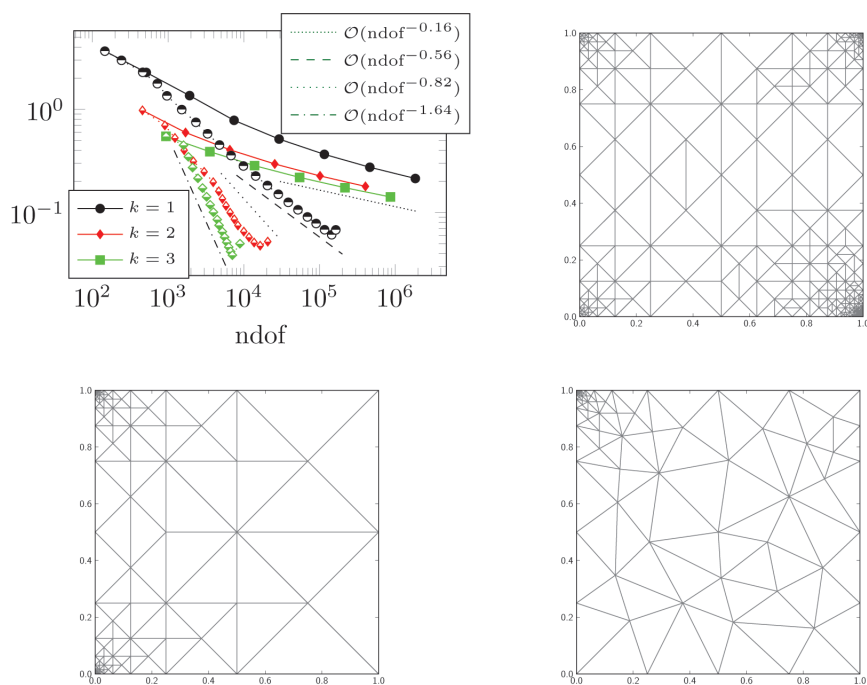 10^0
10^{-1}
10^2 10^3 10^4 10^5 10^6
ndof
k = 1
k = 2
k = 3
𝒪(ndof^{−0.16})
𝒪(ndof^{−0.56})
𝒪(ndof^{−0.82})
𝒪(ndof^{−1.64})
1.0
0.8
0.6
0.4
0.2
0.0
0.0 0.2 0.4 0.6 0.8 1.0
1.0
0.8
0.6
0.4
0.2
0.0
0.0 0.2 0.4 0.6 0.8 1.0
1.0
0.8
0.6
0.4
0.2
0.0
0.0 0.2 0.4 0.6 0.8 1.0